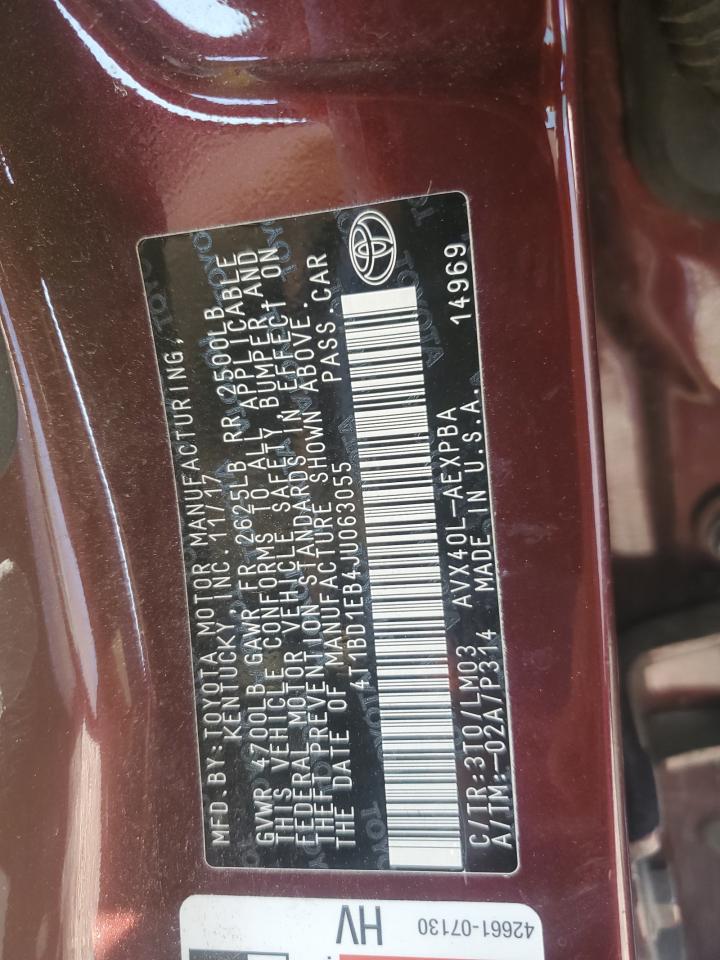 MFD.BY:TOYOTA MOTOR MANUFACTURING,
KENTUCKY, INC. 11/17
GVWR 4700LB GAWR FR 2625LB RR 2500LB
THIS VEHICLE CONFORMS TO ALL APPLICABLE
FEDERAL MOTOR VEHICLE SAFETY, BUMPER, AND
THEFT PREVENTION STANDARDS IN EFFECT ON
THE DATE OF MANUFACTURE SHOWN ABOVE.
4T1BD1EB4JU063055 PASS.CAR
C/TR:3T0/LM03 AVX40L-AEXPBA 14969
A/TM:-02A/P314 MADE IN U.S.A.
HV
42661-07130